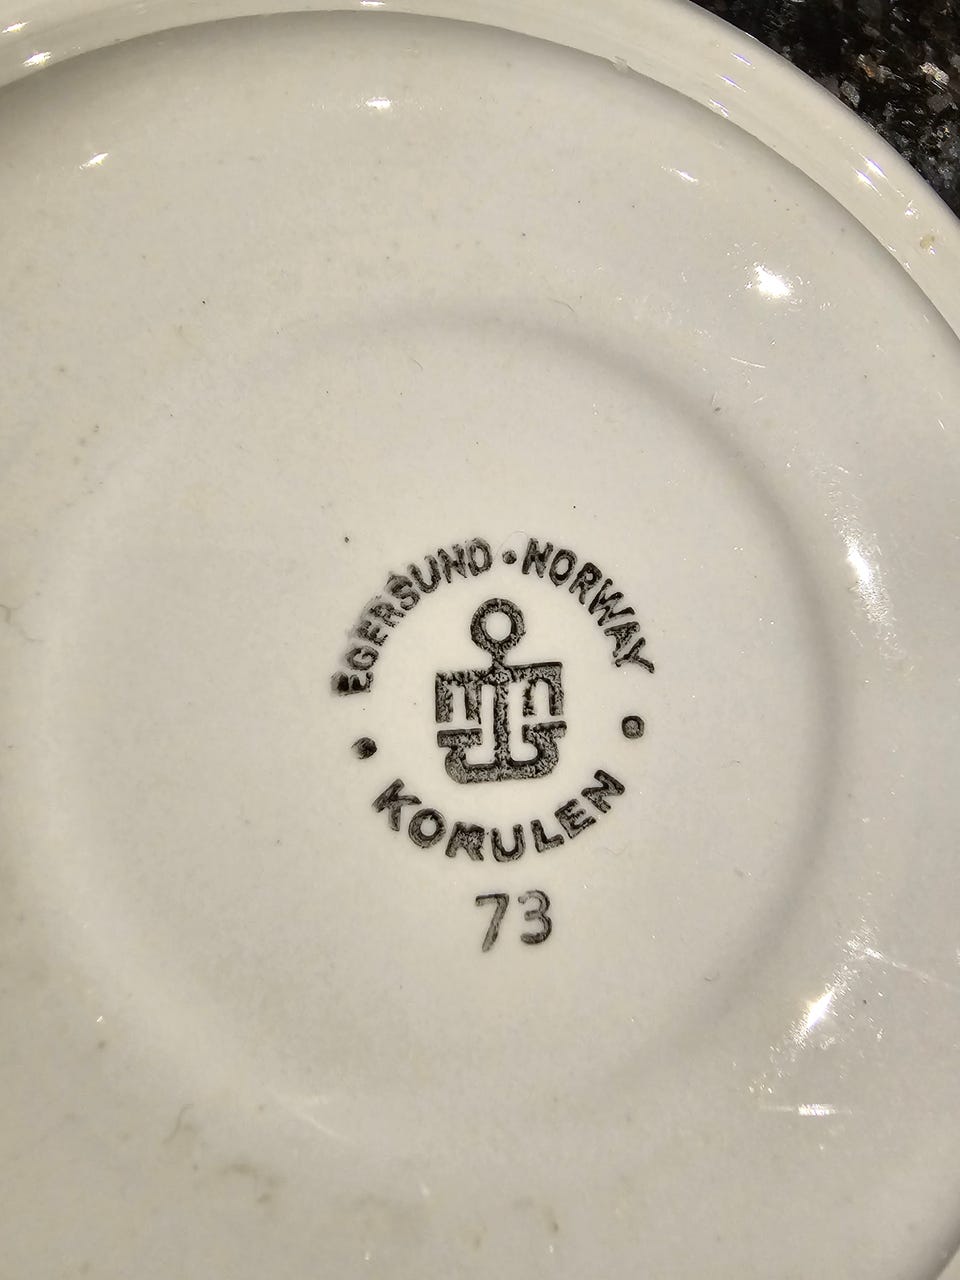 EGERSUND • NORWAY
KORULEN
73